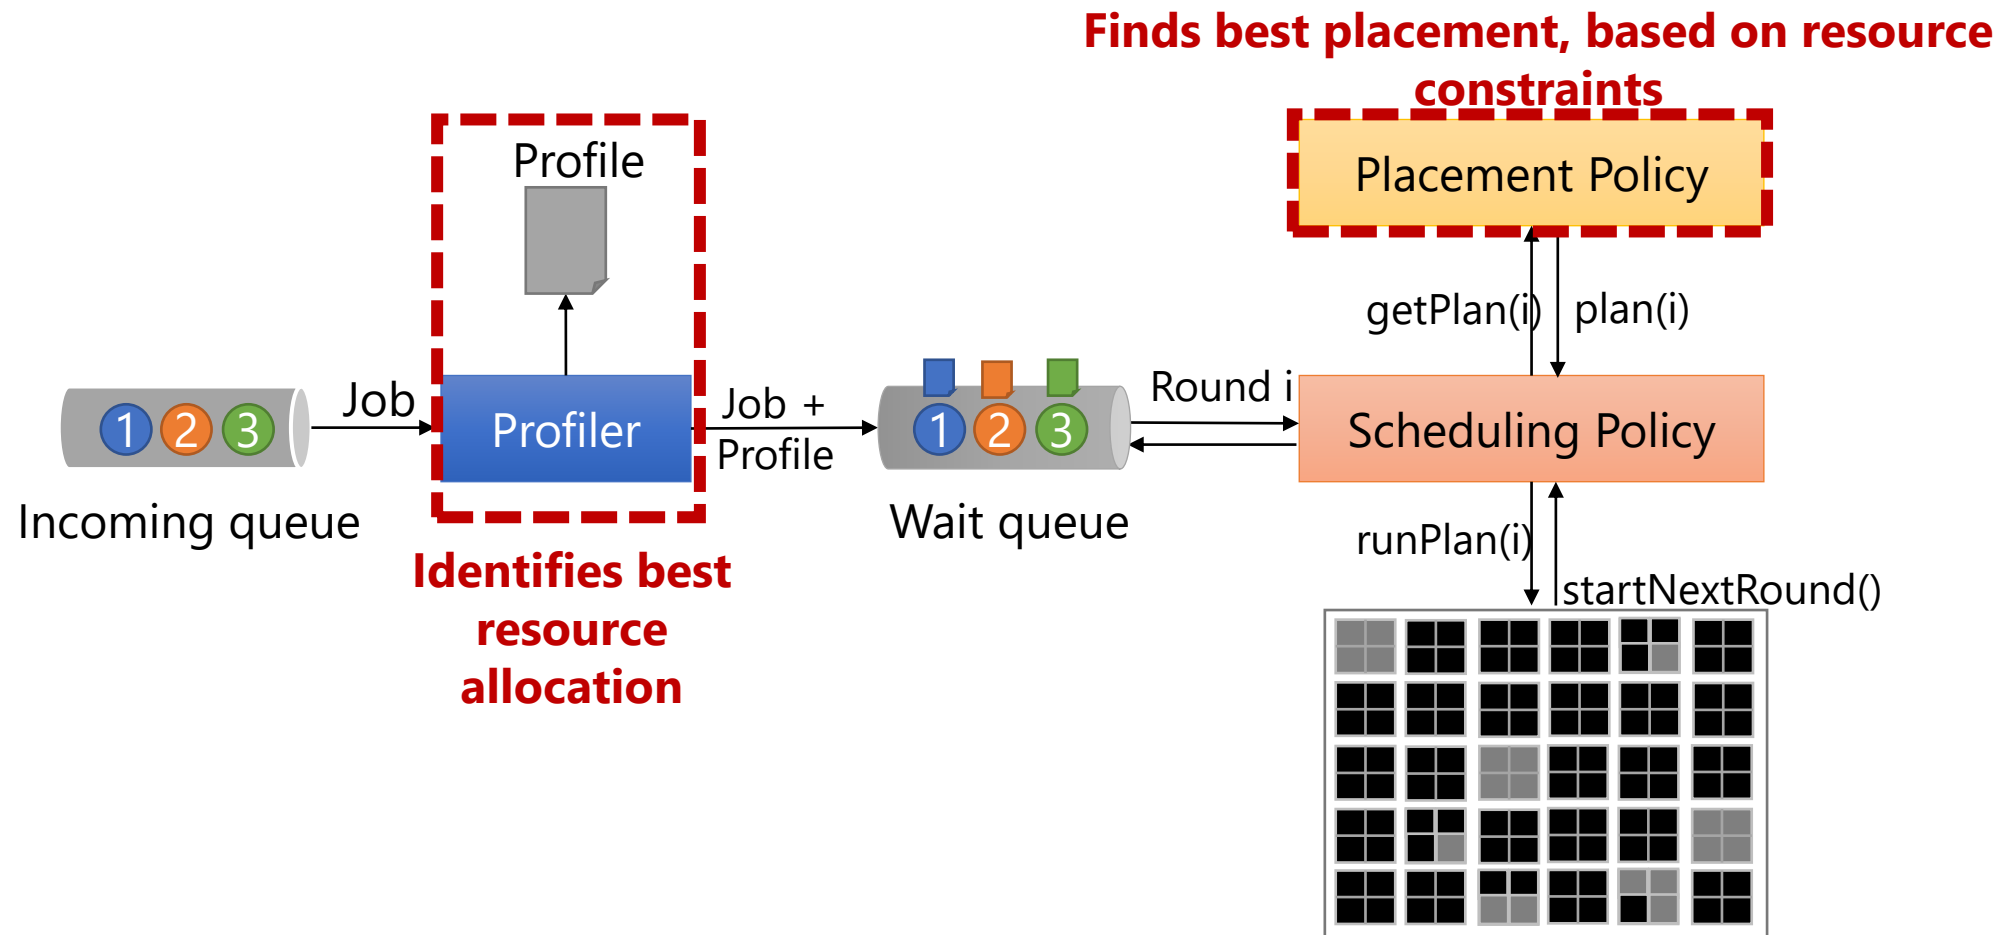 Finds best placement, based on resource
constraints
Profile
Placement Policy
getPlan(i)
plan(i)
1
2
3
Job
Profiler
Job +
Profile
1
2
3
Round i
Scheduling Policy
Incoming queue
Wait queue
runPlan(i)
Identifies best
resource
allocation
startNextRound()